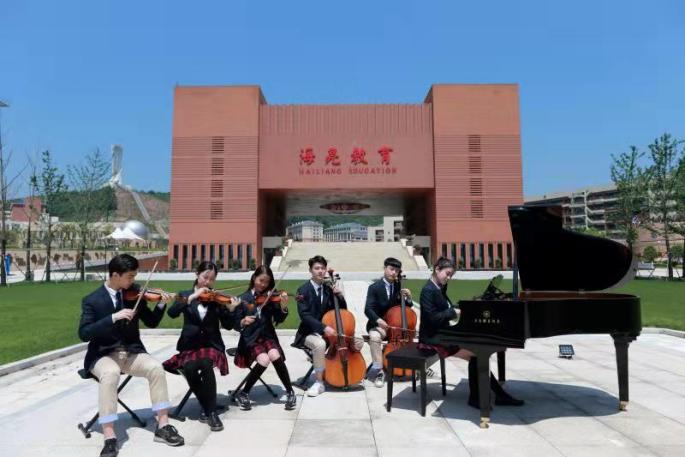 海亮教育
HAILIANG EDUCATION
YAMAHA